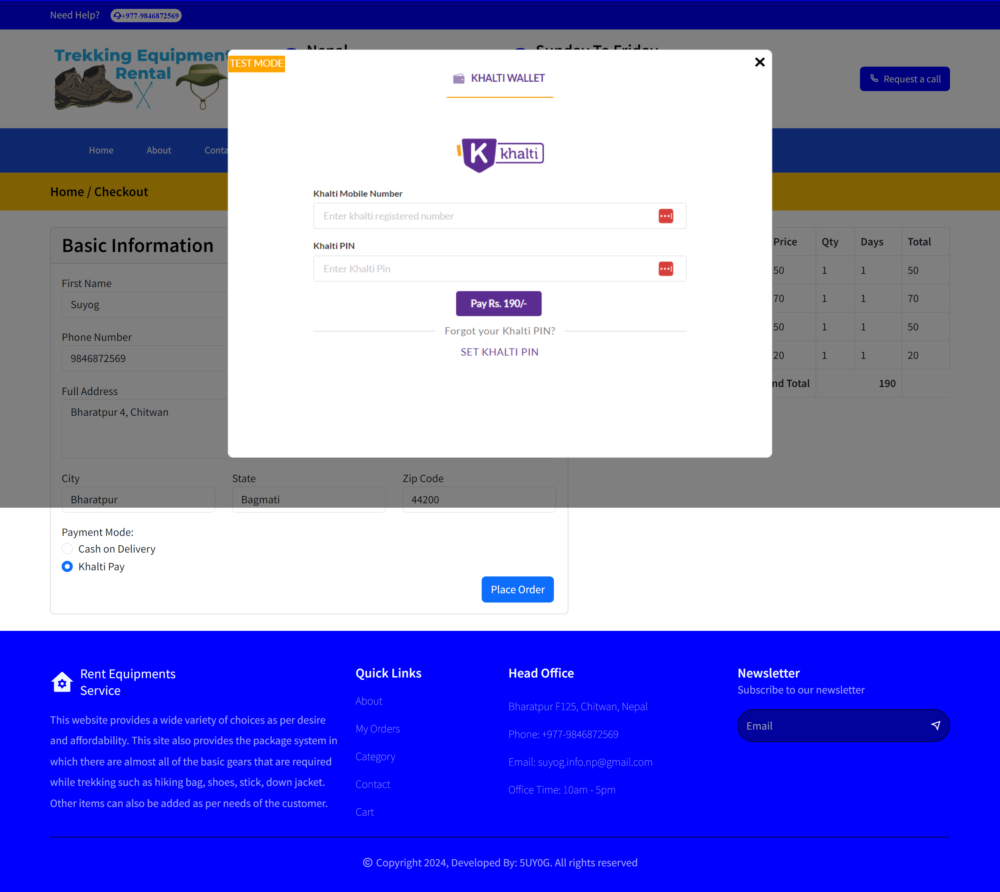 Need Help? +977-9846872569
Trekking Equipment
Rental
Nepal
Sunday To Friday
Request a call
TEST MODE
KHALTI WALLET
Home About Conta
Home / Checkout
khalti
Khalti Mobile Number
Enter khalti registered number
Khalti PIN
Enter Khalti Pin
Pay Rs. 190/-
Forgot your Khalti PIN?
SET KHALTI PIN
Basic Information
First Name
Suyog
Phone Number
9846872569
Full Address
Bharatpur 4, Chitwan
City State Zip Code
Bharatpur Bagmati 44200
Price Qty Days Total
50 1 1 50
70 1 1 70
50 1 1 50
20 1 1 20
nd Total 190
Payment Mode:
Cash on Delivery
Khalti Pay
Place Order
Rent Equipments
Service
This website provides a wide variety of choices as per desire
and affordability. This site also provides the package system in
which there are almost all of the basic gears that are required
while trekking such as hiking bag, shoes, stick, down jacket.
Other items can also be added as per needs of the customer.
Quick Links
About
My Orders
Category
Contact
Cart
Head Office
Bharatpur F125, Chitwan, Nepal
Phone: +977-9846872569
Email: suyog.info.np@gmail.com
Office Time: 10am - 5pm
Newsletter
Subscribe to our newsletter
Email
© Copyright 2024, Developed By: 5UY0G. All rights reserved